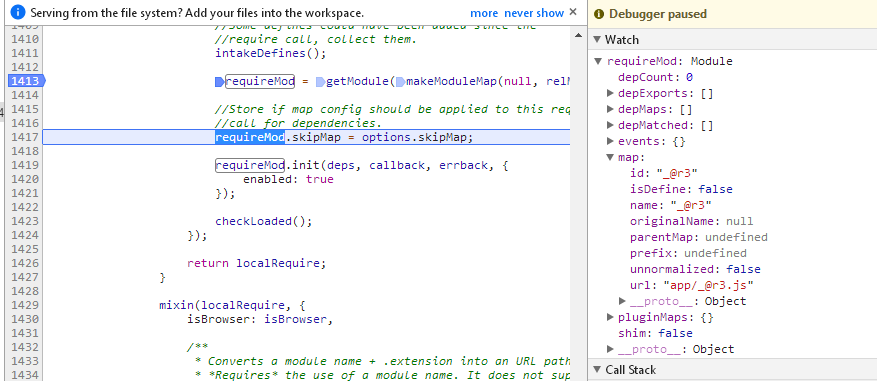 Serving from the file system? Add your files into the workspace. more never show ×
1409 //Some defines could have been added since the
1410 //require call, collect them.
1411 intakeDefines();
1412
1413 requireMod = getModule(makeModuleMap(null, relM
1414
1415 //Store if map config should be applied to this req
1416 //call for dependencies.
1417 requireMod.skipMap = options.skipMap;
1418
1419 requireMod.init(deps, callback, errback, {
1420 enabled: true
1421 });
1422
1423 checkLoaded();
1424 });
1425
1426 return localRequire;
1427 }
1428
1429 mixin(localRequire, {
1430 isBrowser: isBrowser,
1431
1432 /**
1433 * Converts a module name + .extension into an URL path
1434 * *Requires* the use of a module name. It does not sup
Debugger paused
Watch
requireMod: Module
depCount: 0
depExports: []
depMaps: []
depMatched: []
events: {}
map:
id: "_@r3"
isDefine: false
name: "_@r3"
originalName: null
parentMap: undefined
prefix: undefined
unnormalized: false
url: "app/_@r3.js"
__proto__: Object
pluginMaps: {}
shim: false
__proto__: Object
Call Stack